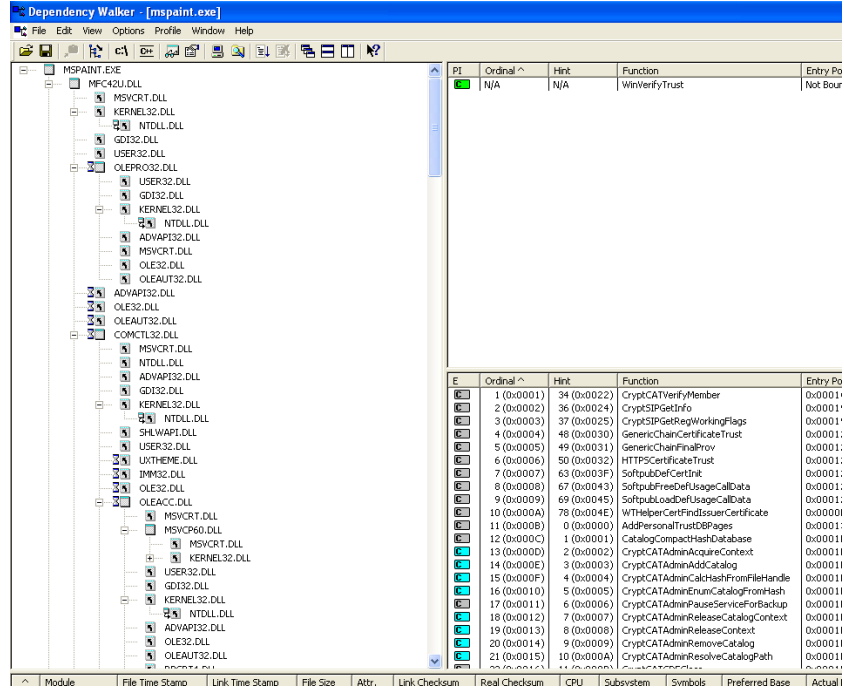 Dependency Walker - [mspaint.exe]
File Edit View Options Profile Window Help
c:\ C++
MSPAINT.EXE
MFC42U.DLL
MSVCRT.DLL
KERNEL32.DLL
NTDLL.DLL
GDI32.DLL
USER32.DLL
OLEPRO32.DLL
USER32.DLL
GDI32.DLL
KERNEL32.DLL
NTDLL.DLL
ADVAPI32.DLL
MSVCRT.DLL
OLE32.DLL
OLEAUT32.DLL
ADVAPI32.DLL
OLE32.DLL
OLEAUT32.DLL
COMCTL32.DLL
MSVCRT.DLL
NTDLL.DLL
ADVAPI32.DLL
GDI32.DLL
KERNEL32.DLL
NTDLL.DLL
SHLWAPI.DLL
USER32.DLL
UXTHEME.DLL
IMM32.DLL
OLE32.DLL
OLEACC.DLL
MSVCRT.DLL
MSVCP60.DLL
MSVCRT.DLL
KERNEL32.DLL
USER32.DLL
GDI32.DLL
KERNEL32.DLL
NTDLL.DLL
ADVAPI32.DLL
OLE32.DLL
OLEAUT32.DLL
PI Ordinal ^ Hint Function Entry Po
C N/A N/A WinVerifyTrust Not Bour
E Ordinal ^ Hint Function Entry Po
C 1 (0x0001) 34 (0x0022) CryptCATVerifyMember
C 2 (0x0002) 36 (0x0024) CryptSIPGetInfo
C 3 (0x0003) 37 (0x0025) CryptSIPGetRegWorkingFlags
C 4 (0x0004) 48 (0x0030) GenericChainCertificateTrust
C 5 (0x0005) 49 (0x0031) GenericChainFinalProv
C 6 (0x0006) 50 (0x0032) HTTPSCertificateTrust
C 7 (0x0007) 63 (0x003F) SoftpubDefCertInit
C 8 (0x0008) 67 (0x0043) SoftpubFreeDefUsageCallData
C 9 (0x0009) 69 (0x0045) SoftpubLoadDefUsageCallData
C 10 (0x000A) 78 (0x004E) WTHelperCertFindIssuerCertificate
C 11 (0x000B) 0 (0x0000) AddPersonalTrustDBPages
C 12 (0x000C) 1 (0x0001) CatalogCompactHashDatabase
C 13 (0x000D) 2 (0x0002) CryptCATAdminAcquireContext
C 14 (0x000E) 3 (0x0003) CryptCATAdminAddCatalog
C 15 (0x000F) 4 (0x0004) CryptCATAdminCalcHashFromFileHandle
C 16 (0x0010) 5 (0x0005) CryptCATAdminEnumCatalogFromHash
C 17 (0x0011) 6 (0x0006) CryptCATAdminPauseServiceForBackup
C 18 (0x0012) 7 (0x0007) CryptCATAdminReleaseCatalogContext
C 19 (0x0013) 8 (0x0008) CryptCATAdminReleaseContext
C 20 (0x0014) 9 (0x0009) CryptCATAdminRemoveCatalog
C 21 (0x0015) 10 (0x000A) CryptCATAdminResolveCatalogPath
^ Module File Time Stamp Link Time Stamp File Size Attr. Link Checksum Real Checksum CPU Subsystem Symbols Preferred Base Actual